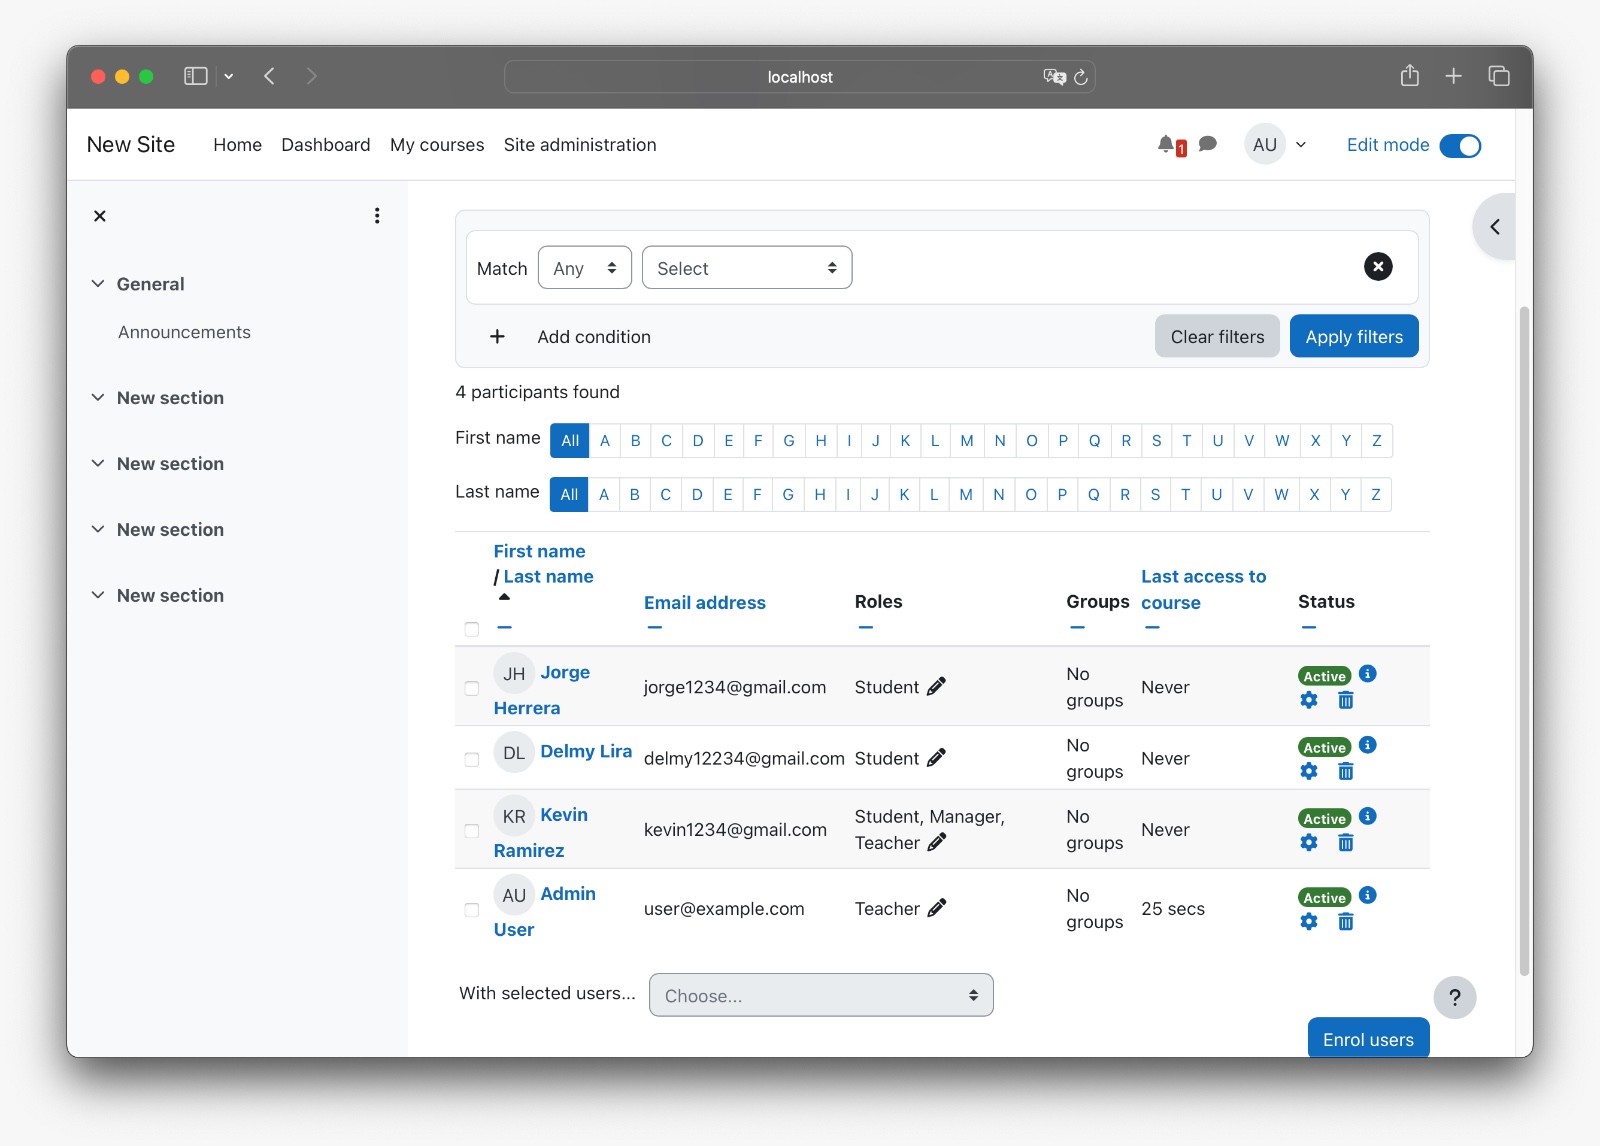 localhost
New Site Home Dashboard My courses Site administration 1 AU Edit mode
General
Announcements
New section
New section
New section
New section
Match Any Select
Add condition Clear filters Apply filters
4 participants found
First name All A B C D E F G H I J K L M N O P Q R S T U V W X Y Z
Last name All A B C D E F G H I J K L M N O P Q R S T U V W X Y Z
First name
/ Last name
Email address
Roles
Groups
Last access to
course
Status
JH Jorge
Herrera
jorge1234@gmail.com
Student
No
groups
Never
Active
DL Delmy Lira
delmy12234@gmail.com
Student
No
groups
Never
Active
KR Kevin
Ramirez
kevin1234@gmail.com
Student, Manager,
Teacher
No
groups
Never
Active
AU Admin
User
user@example.com
Teacher
No
groups
25 secs
Active
With selected users... Choose...
?
Enrol users